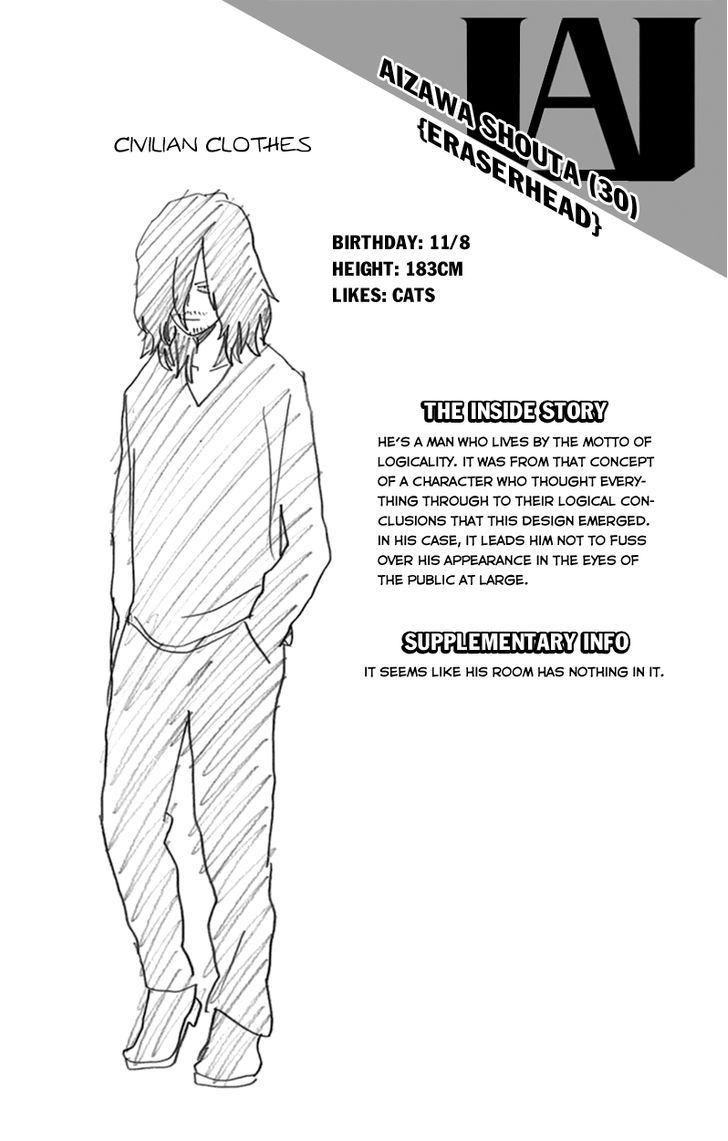 UA
AIZAWA SHOUTA (30)
{ERASERHEAD}
CIVILIAN CLOTHES
BIRTHDAY: 11/8
HEIGHT: 183CM
LIKES: CATS
THE INSIDE STORY
HE'S A MAN WHO LIVES BY THE MOTTO OF
LOGICALITY. IT WAS FROM THAT CONCEPT
OF A CHARACTER WHO THOUGHT EVERY-
THING THROUGH TO THEIR LOGICAL CON-
CLUSIONS THAT THIS DESIGN EMERGED.
IN HIS CASE, IT LEADS HIM NOT TO FUSS
OVER HIS APPEARANCE IN THE EYES OF
THE PUBLIC AT LARGE.
SUPPLEMENTARY INFO
IT SEEMS LIKE HIS ROOM HAS NOTHING IN IT.